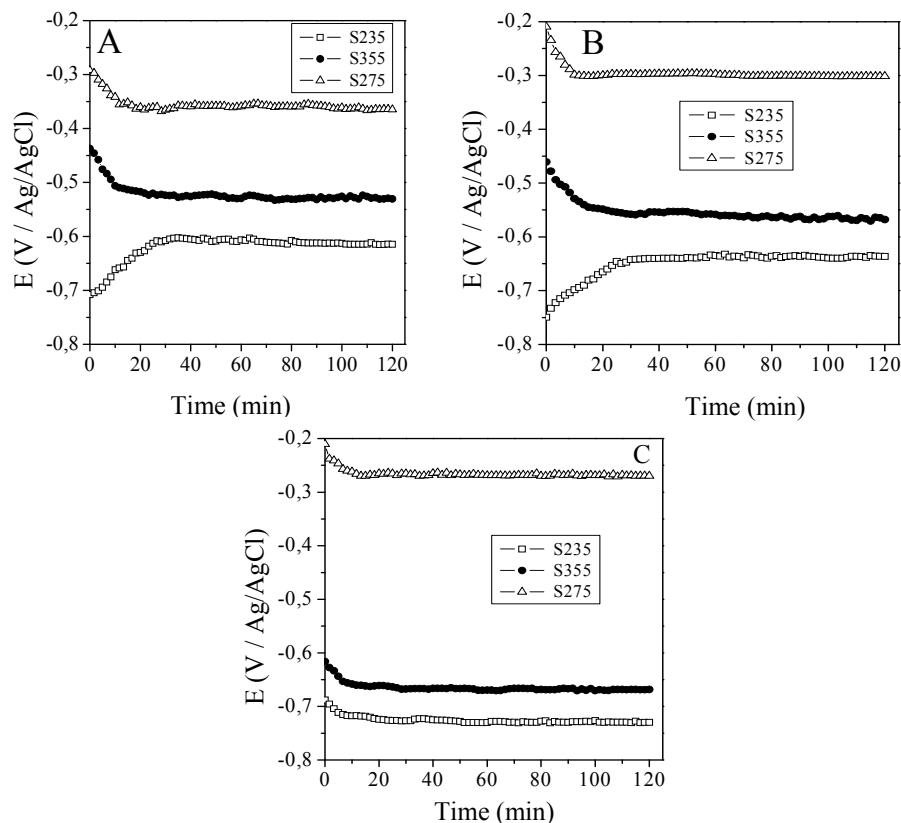 A
S235
S355
S275
-0,2
-0,3
-0,4
-0,5
-0,6
-0,7
-0,8
E (V / Ag/AgCl)
0 20 40 60 80 100 120
Time (min)
B
S235
S355
S275
-0,2
-0,3
-0,4
-0,5
-0,6
-0,7
-0,8
E (V / Ag/AgCl)
0 20 40 60 80 100 120
Time (min)
C
S235
S355
S275
-0,2
-0,3
-0,4
-0,5
-0,6
-0,7
-0,8
E (V / Ag/AgCl)
0 20 40 60 80 100 120
Time (min)